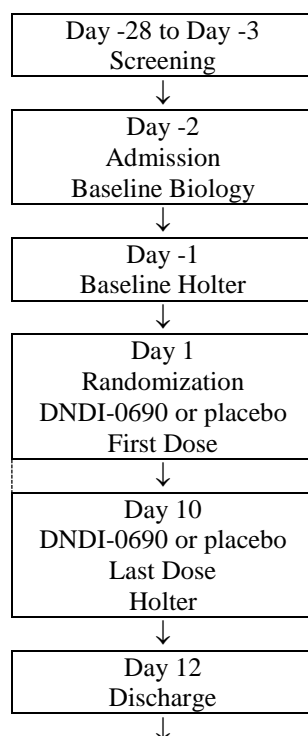 Day -28 to Day -3
Screening
↓
Day -2
Admission
Baseline Biology
↓
Day -1
Baseline Holter
↓
Day 1
Randomization
DNDI-0690 or placebo
First Dose
↓
Day 10
DNDI-0690 or placebo
Last Dose
Holter
↓
Day 12
Discharge
↓